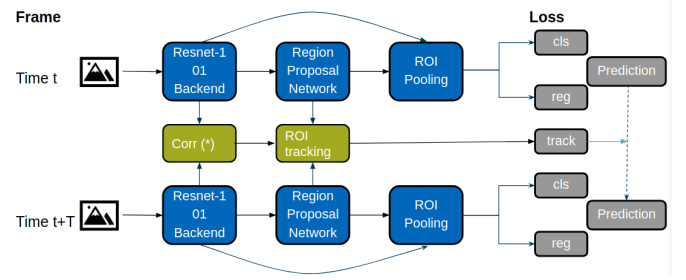 Frame
Loss
Time t
Resnet-1
01
Backend
Region
Proposal
Network
ROI
Pooling
cls
reg
Prediction
Corr (*)
ROI
tracking
track
Time t+T
Resnet-1
01
Backend
Region
Proposal
Network
ROI
Pooling
cls
reg
Prediction